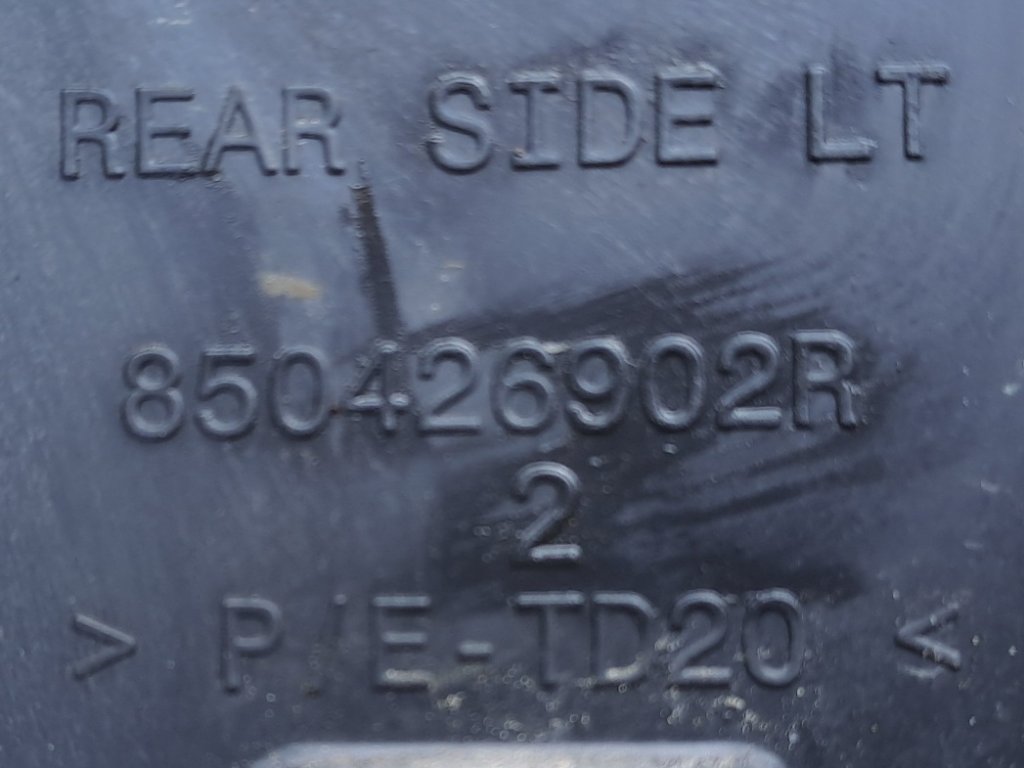 REAR SIDE LT
850426902R
2
> P/E-TD20 <